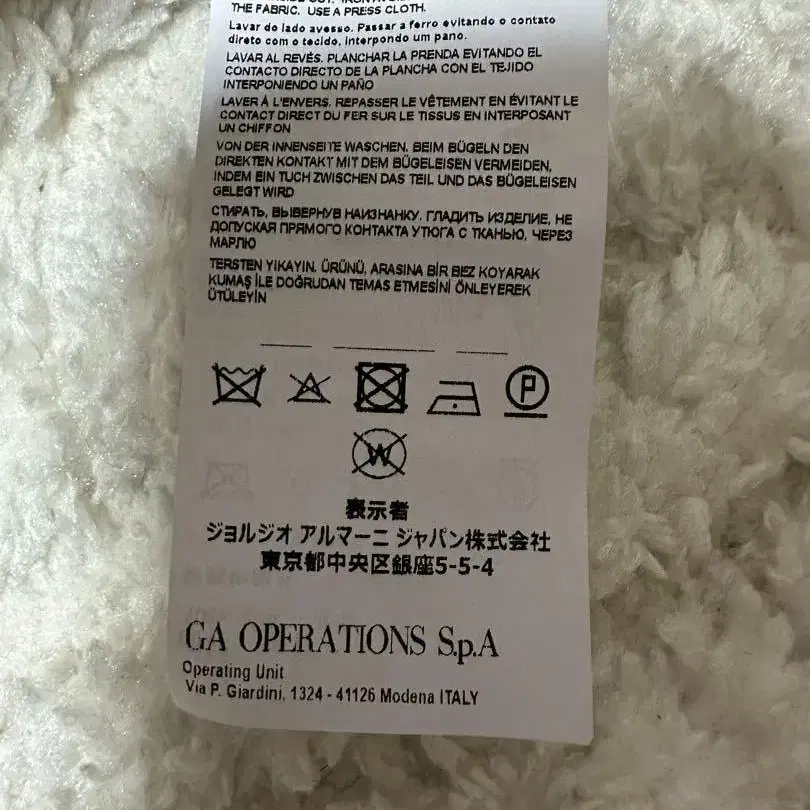 THE FABRIC. USE A PRESS CLOTH.
Lavar do lado avesso. Passar a ferro evitando o contato
direto com o tecido, interpondo um pano.
LAVAR AL REVÉS. PLANCHAR LA PRENDA EVITANDO EL
CONTACTO DIRECTO DE LA PLANCHA CON EL TEJIDO
INTERPONIENDO UN PAÑO
LAVER À L'ENVERS. REPASSER LE VÊTEMENT EN ÉVITANT LE
CONTACT DIRECT DU FER SUR LE TISSUS EN INTERPOSANT
UN CHIFFON
VON DER INNENSEITE WASCHEN. BEIM BÜGELN DEN
DIREKTEN KONTAKT MIT DEM BÜGELEISEN VERMEIDEN,
INDEM EIN TUCH ZWISCHEN DAS TEIL UND DAS BÜGELEISEN
GELEGT WIRD
СТИРАТЬ, ВЫВЕРНУВ НАИЗНАНКУ. ГЛАДИТЬ ИЗДЕЛИЕ, НЕ
ДОПУСКАЯ ПРЯМОГО КОНТАКТА УТЮГА С ТКАНЬЮ, ЧЕРЕЗ
МАРЛЮ
TERSTEN YIKAYIN. ÜRÜNÜ, ARASINA BİR BEZ KOYARAK
KUMAŞ İLE DOĞRUDAN TEMAS ETMESİNİ ÖNLEYEREK
ÜTÜLEYİN
P
W
表示者
ジョルジオ アルマーニ ジャパン株式会社
東京都中央区銀座5-5-4
GA OPERATIONS S.p.A
Operating Unit
Via P. Giardini, 1324 - 41126 Modena ITALY